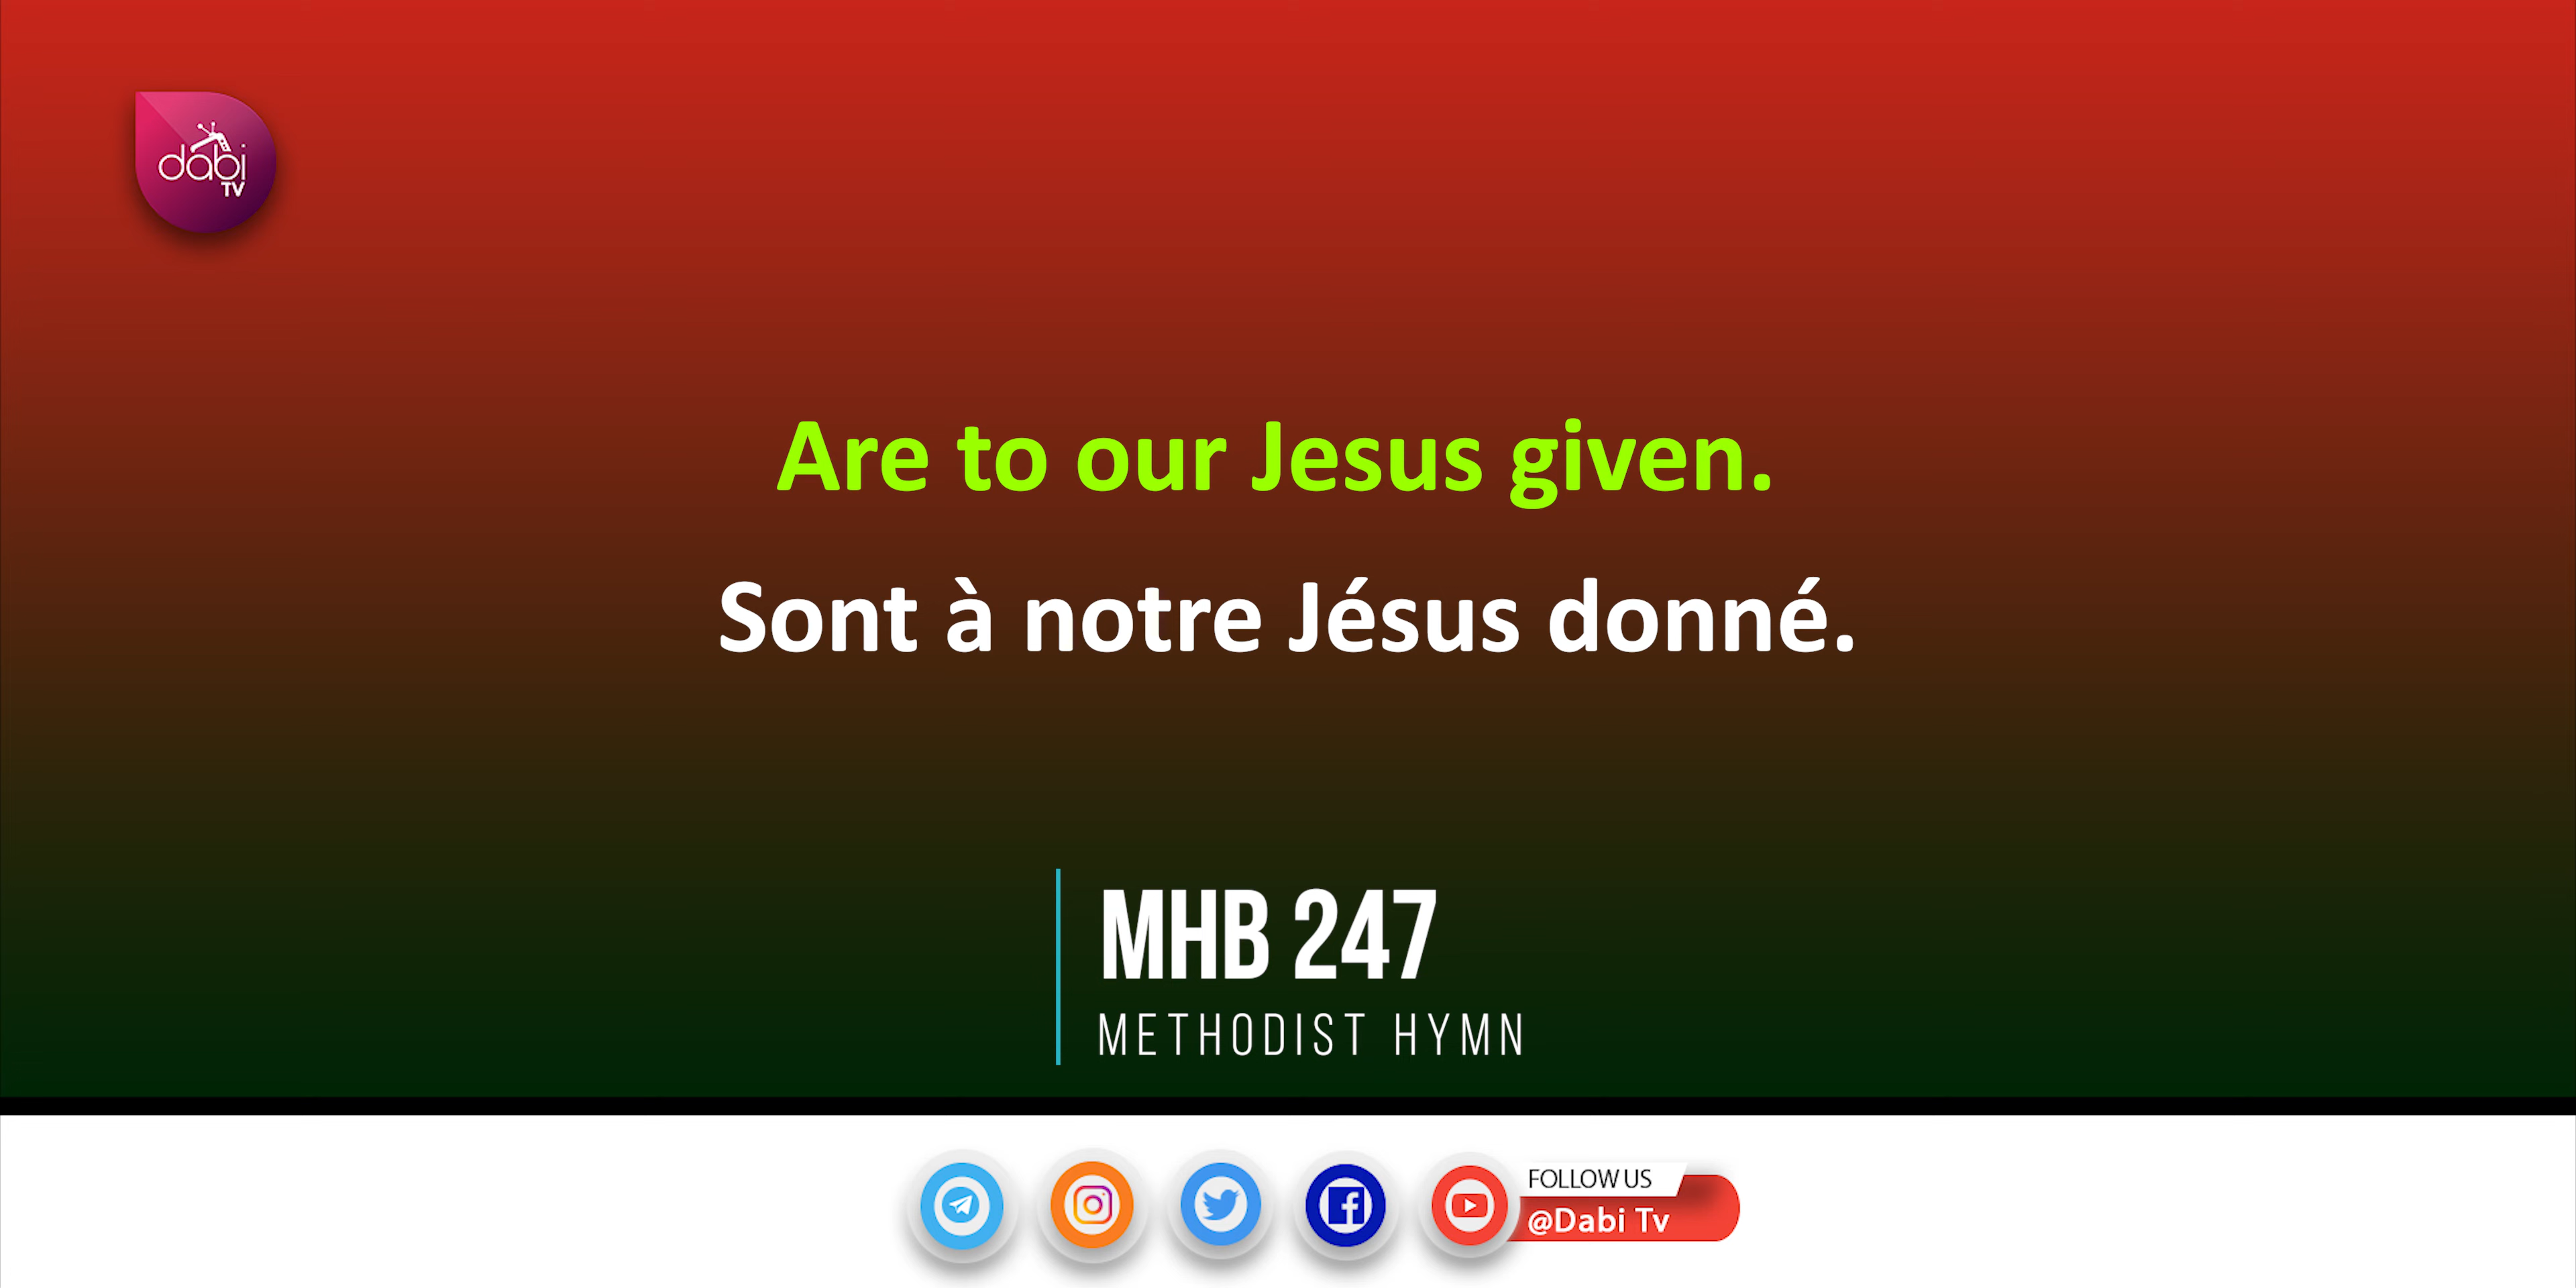 dabi
TV
Are to our Jesus given.
Sont à notre Jésus donné.
MHB 247
METHODIST HYMN
FOLLOW US
@Dabi Tv